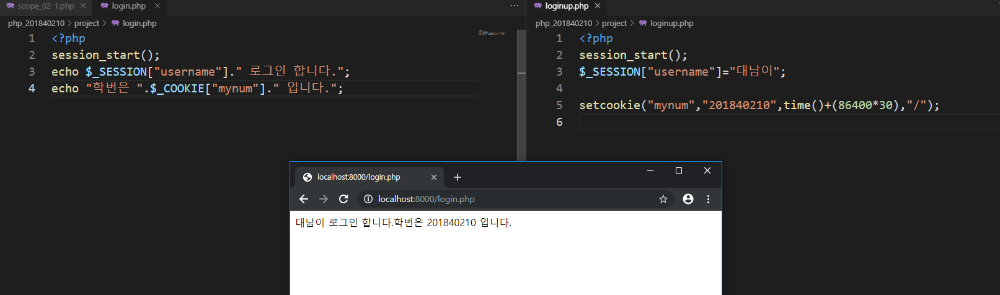 scope_02-1.php
login.php
php_201840210 > project > login.php
1 <?php
2 session_start();
3 echo $_SESSION["username"]." 로그인 합니다.";
4 echo "학번은 ".$_COOKIE["mynum"]." 입니다.";
loginup.php
php_201840210 > project > loginup.php
1 <?php
2 session_start();
3 $_SESSION["username"]="대남이";
4
5 setcookie("mynum","201840210",time()+(86400*30),"/");
6
localhost:8000/login.php
localhost:8000/login.php
대남이 로그인 합니다.학번은 201840210 입니다.